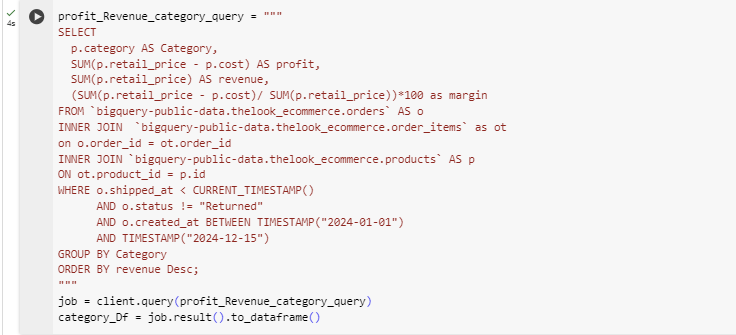 4s
profit_Revenue_category_query = """
SELECT
  p.category AS Category,
  SUM(p.retail_price - p.cost) AS profit,
  SUM(p.retail_price) AS revenue,
  (SUM(p.retail_price - p.cost)/ SUM(p.retail_price))*100 as margin
FROM `bigquery-public-data.thelook_ecommerce.orders` AS o
INNER JOIN  `bigquery-public-data.thelook_ecommerce.order_items` as ot
on o.order_id = ot.order_id
INNER JOIN `bigquery-public-data.thelook_ecommerce.products` AS p
ON ot.product_id = p.id
WHERE o.shipped_at < CURRENT_TIMESTAMP()
      AND o.status != "Returned"
      AND o.created_at BETWEEN TIMESTAMP("2024-01-01")
      AND TIMESTAMP("2024-12-15")
GROUP BY Category
ORDER BY revenue Desc;
"""
job = client.query(profit_Revenue_category_query)
category_Df = job.result().to_dataframe()